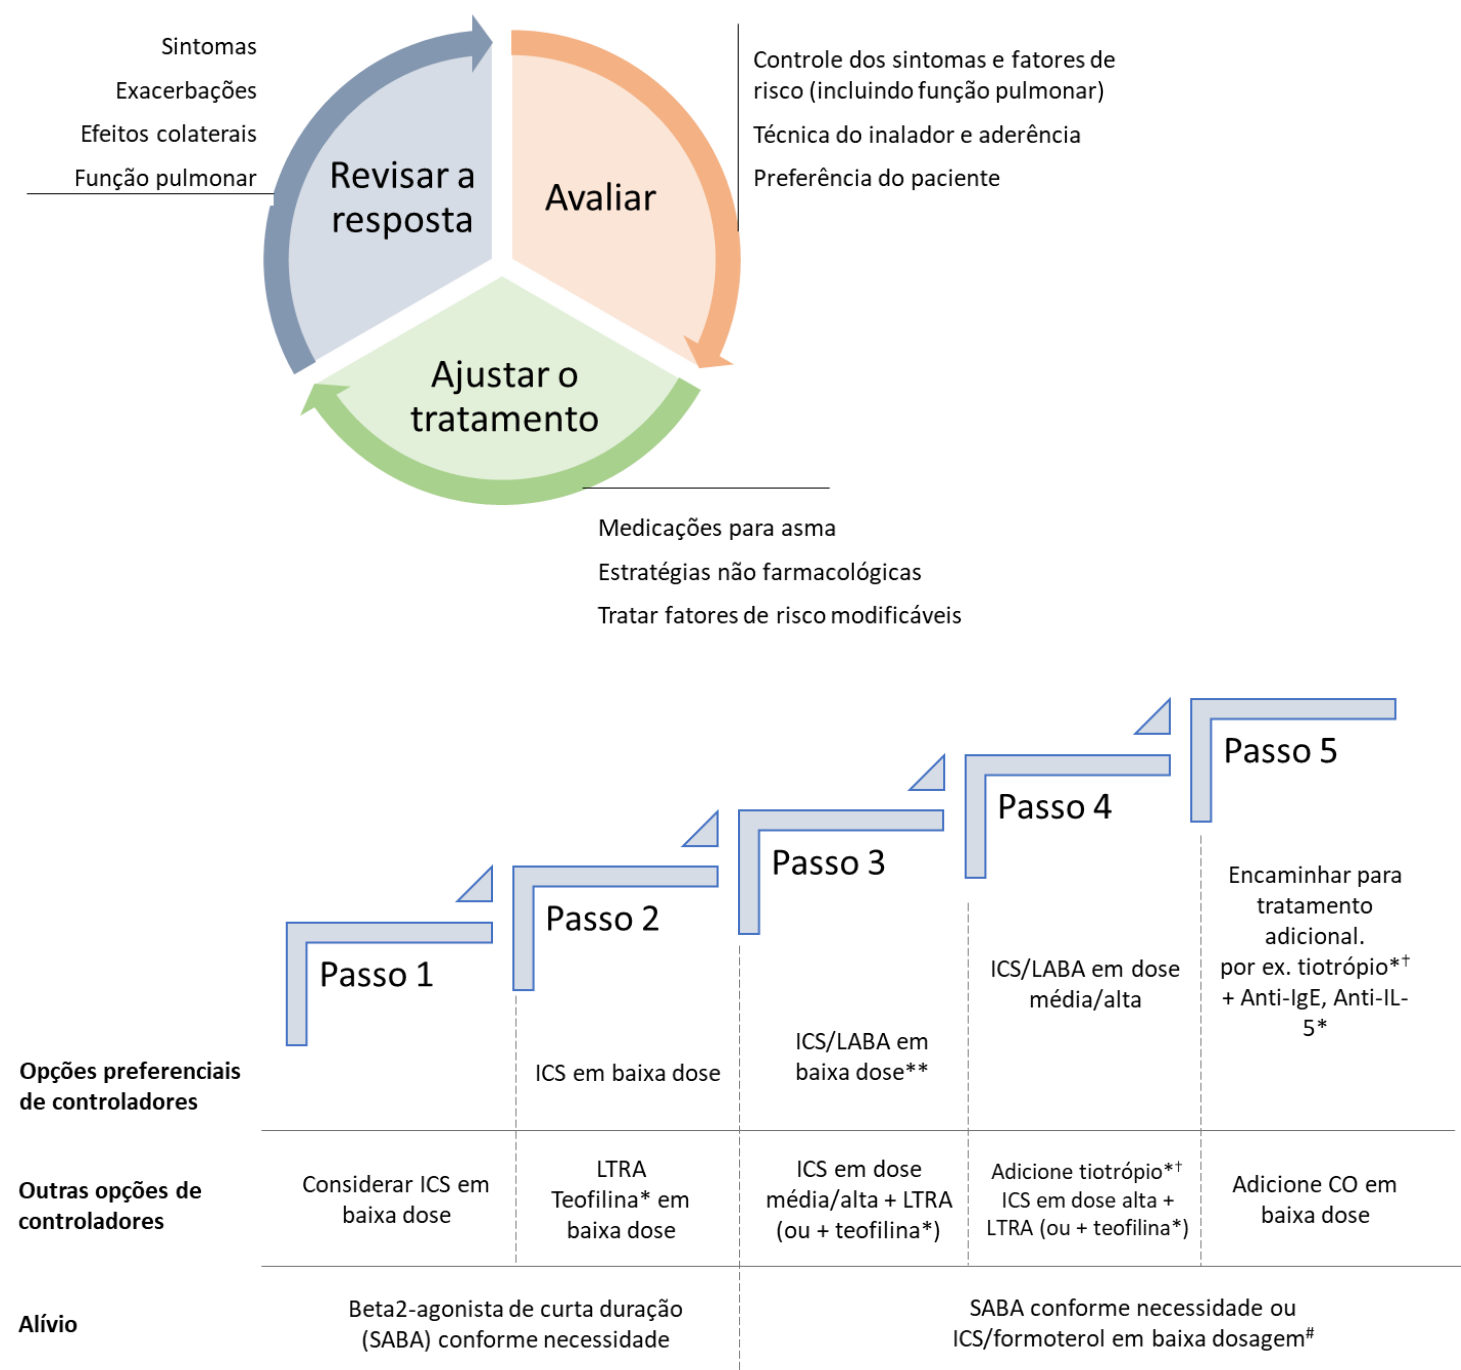 Sintomas
Exacerbações
Efeitos colaterais
Função pulmonar
Revisar a
resposta
Avaliar
Controle dos sintomas e fatores de
risco (incluindo função pulmonar)
Técnica do inalador e aderência
Preferência do paciente
Ajustar o
tratamento
Medicações para asma
Estratégias não farmacológicas
Tratar fatores de risco modificáveis
Passo 1
Passo 2
Passo 3
Passo 4
Passo 5
Opções preferenciais
de controladores
ICS em baixa dose
ICS/LABA em
baixa dose**
ICS/LABA em dose
média/alta
Encaminhar para
tratamento
adicional.
por ex. tiotrópio*†
+ Anti-IgE, Anti-IL-
5*
Outras opções de
controladores
Considerar ICS em
baixa dose
LTRA
Teofilina* em
baixa dose
ICS em dose
média/alta + LTRA
(ou + teofilina*)
Adicione tiotrópio*†
ICS em dose alta +
LTRA (ou + teofilina*)
Adicione CO em
baixa dose
Alívio
Beta2-agonista de curta duração
(SABA) conforme necessidade
SABA conforme necessidade ou
ICS/formoterol em baixa dosagem#